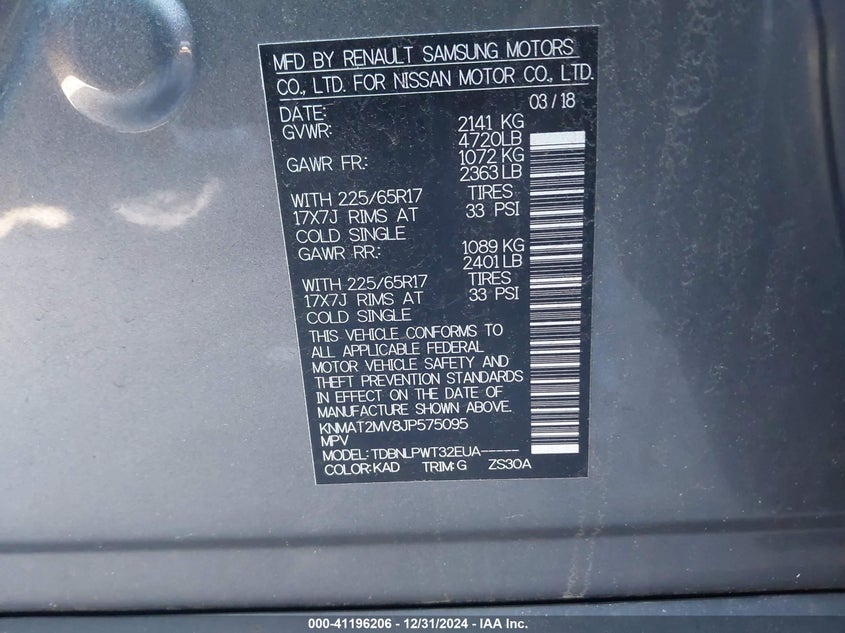 MFD BY RENAULT SAMSUNG MOTORS
CO., LTD. FOR NISSAN MOTOR CO., LTD.
DATE: 03 / 18
GVWR: 2141 KG
4720LB
GAWR FR.: 1072 KG
2363 LB
WITH 225/65R17 TIRES
17X7J RIMS AT 33 PSI
COLD SINGLE
GAWR RR.: 1089 KG
2401 LB
WITH 225/65R17 TIRES
17X7J RIMS AT 33 PSI
COLD SINGLE
THIS VEHICLE CONFORMS TO
ALL APPLICABLE FEDERAL
MOTOR VEHICLE SAFETY AND
THEFT PREVENTION STANDARDS
IN EFFECT ON THE DATE OF
MANUFACTURE SHOWN ABOVE.
KNMAT2MV8JP575095
MPV
MODEL: TDBNLPWT32EUA-----
COLOR:KAD TRIM:G ZS30A
000-41196206 - 12/31/2024 - IAA Inc.